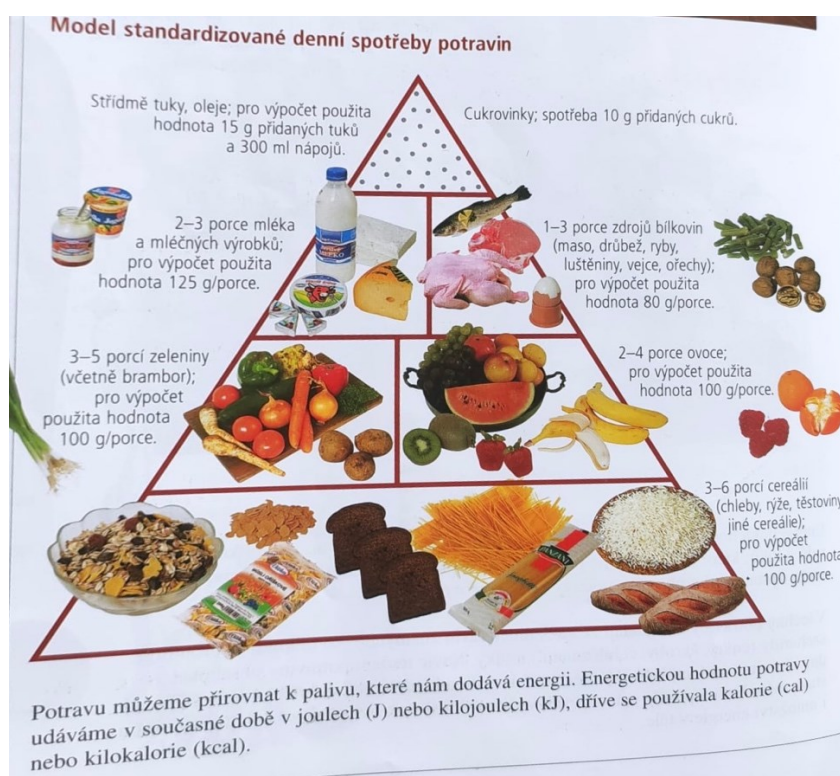 Model standardizované denní spotřeby potravin
Střídmě tuky, oleje; pro výpočet použita
hodnota 15 g přidaných tuků
a 300 ml nápojů.
Cukrovinky; spotřeba 10 g přidaných cukrů.
2–3 porce mléka
a mléčných výrobků;
pro výpočet použita
hodnota 125 g/porce.
1–3 porce zdrojů bílkovin
(maso, drůbež, ryby,
luštěniny, vejce, ořechy);
pro výpočet použita
hodnota 80 g/porce.
3–5 porcí zeleniny
(včetně brambor);
pro výpočet
použita hodnota
100 g/porce.
2–4 porce ovoce;
pro výpočet použita
hodnota 100 g/porce.
3–6 porcí cereálií
(chleby, rýže, těstoviny
jiné cereálie);
pro výpočet
použita hodnota
100 g/porce.
Potravu můžeme přirovnat k palivu, které nám dodává energii. Energetickou hodnotu potravy
udáváme v současné době v joulech (J) nebo kilojoulech (kJ), dříve se používala kalorie (cal)
nebo kilokalorie (kcal).